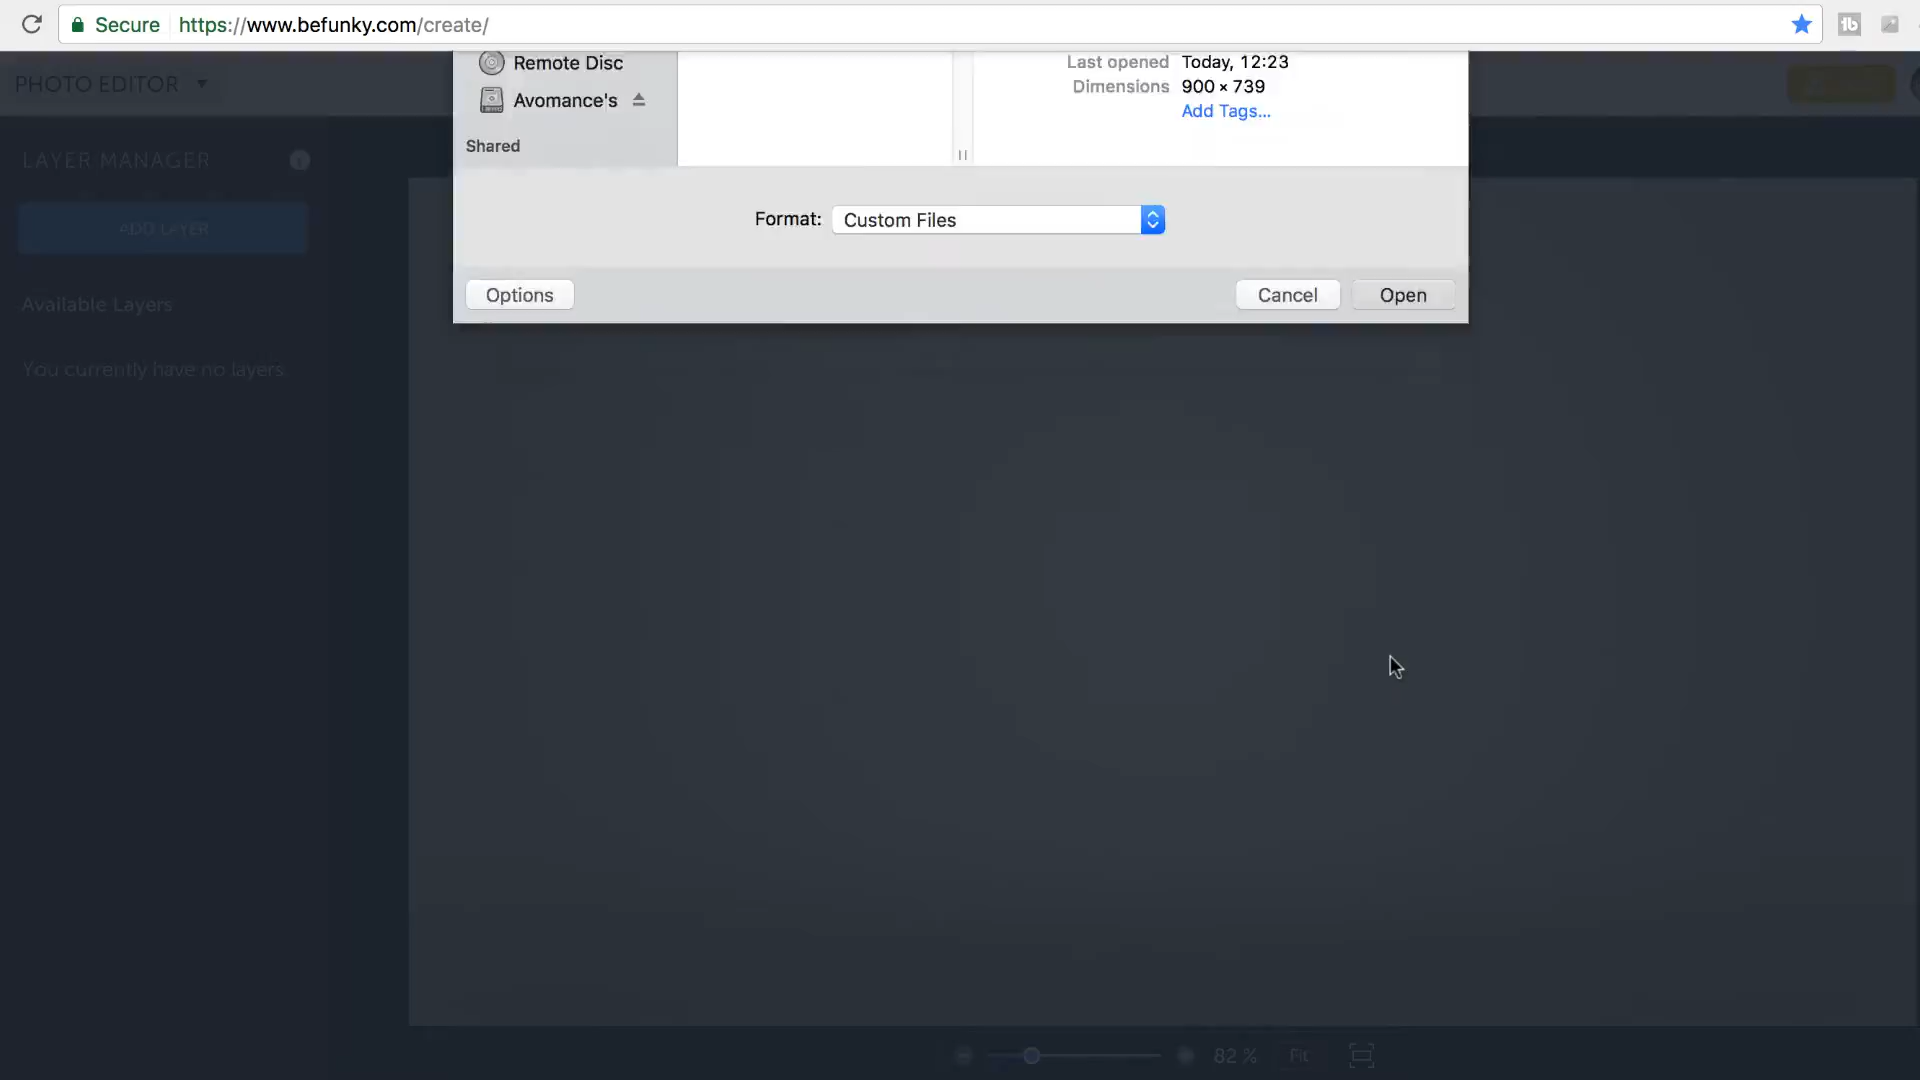 Secure https://www.befunky.com/create/
PHOTO EDITOR
Remote Disc
Last opened Today, 12:23
Avomance's
Dimensions 900 × 739
Add Tags...
LAYER MANAGER
Shared
ADD LAYER
Format: Custom Files
Options
Cancel
Open
Available Layers
You currently have no layers.
82 %
Fit